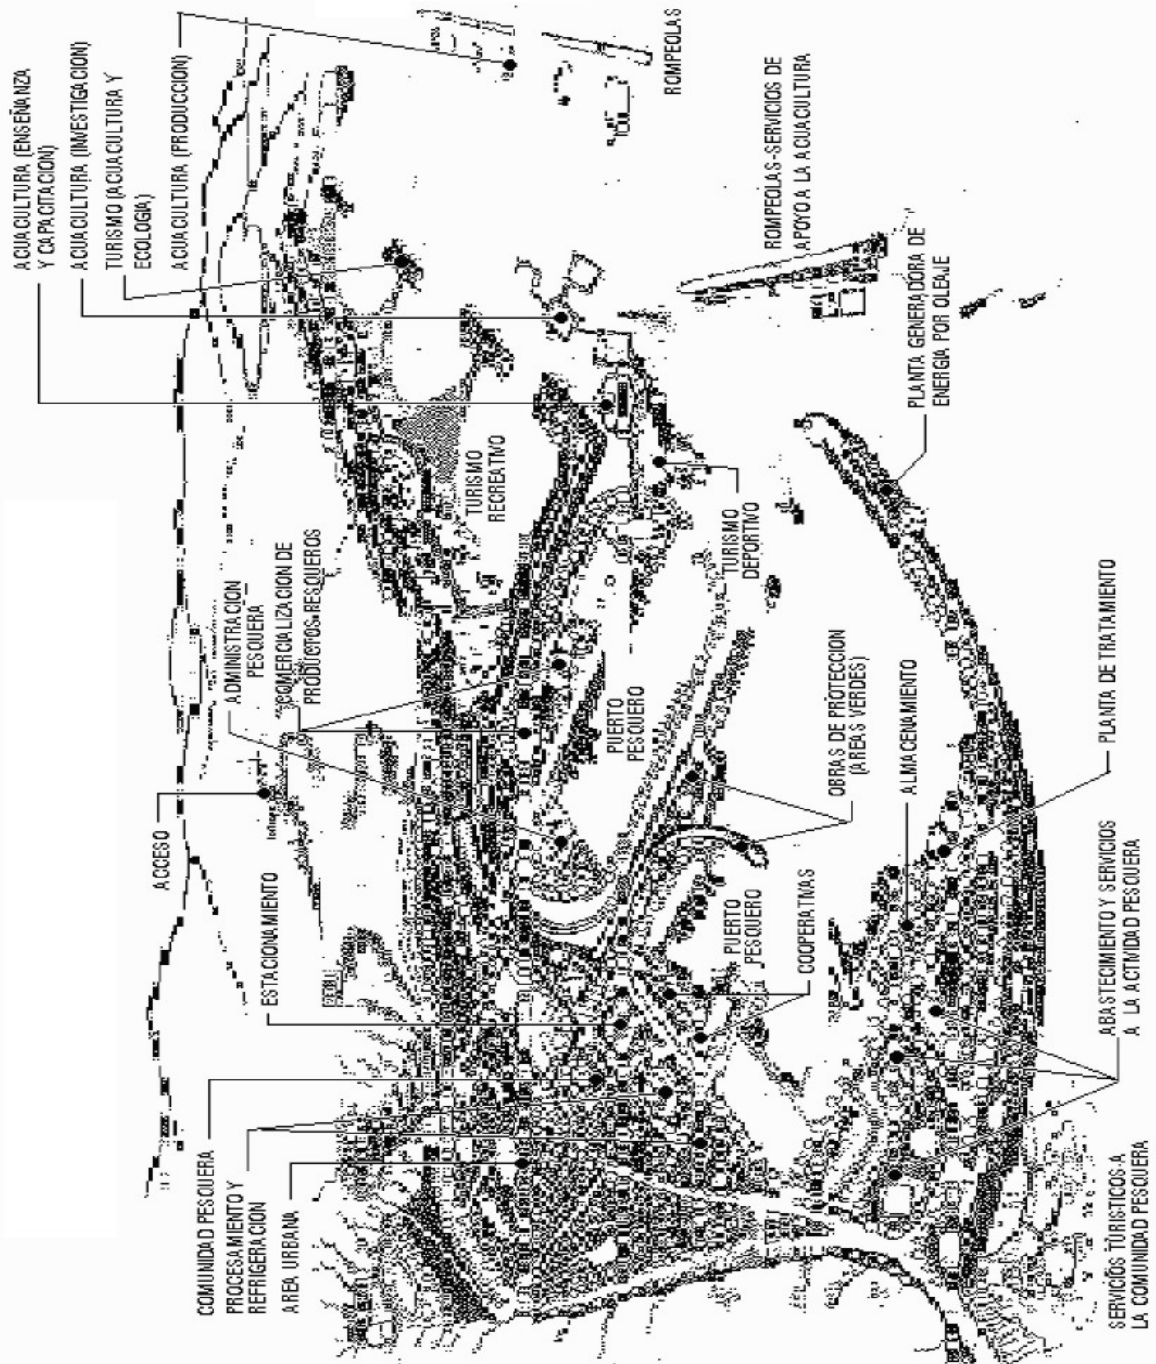 ACUACULTURA (ENSEÑANZA
Y CAPACITACION)
ACUACULTURA (INVESTIGACION)
TURISMO (ACUACULTURA Y
ECOLOGIA)
ACUACULTURA (PRODUCCION)
ROMPEOLAS
ROMPEOLAS-SERVICIOS DE
APOYO A LA ACUACULTURA
PLANTA GENERADORA DE
ENERGIA POR OLEAJE
TURISMO
RECREATIVO
TURISMO
DEPORTIVO
ADMINISTRACION
PESQUERA
COMERCIALIZACION DE
PRODUCTOS PESQUEROS
ACCESO
PUERTO
PESQUERO
OBRAS DE PROTECCION
(AREAS VERDES)
ALMACENAMIENTO
PLANTA DE TRATAMIENTO
ESTACIONAMIENTO
PUERTO
PESQUERO
COOPERATIVAS
ABASTECIMIENTO Y SERVICIOS
A LA ACTIVIDAD PESQUERA
COMUNIDAD PESQUERA
PROCESAMIENTO Y
REFRIGERACION
AREA URBANA
SERVICIOS TURISTICOS A
LA COMUNIDAD PESQUERA